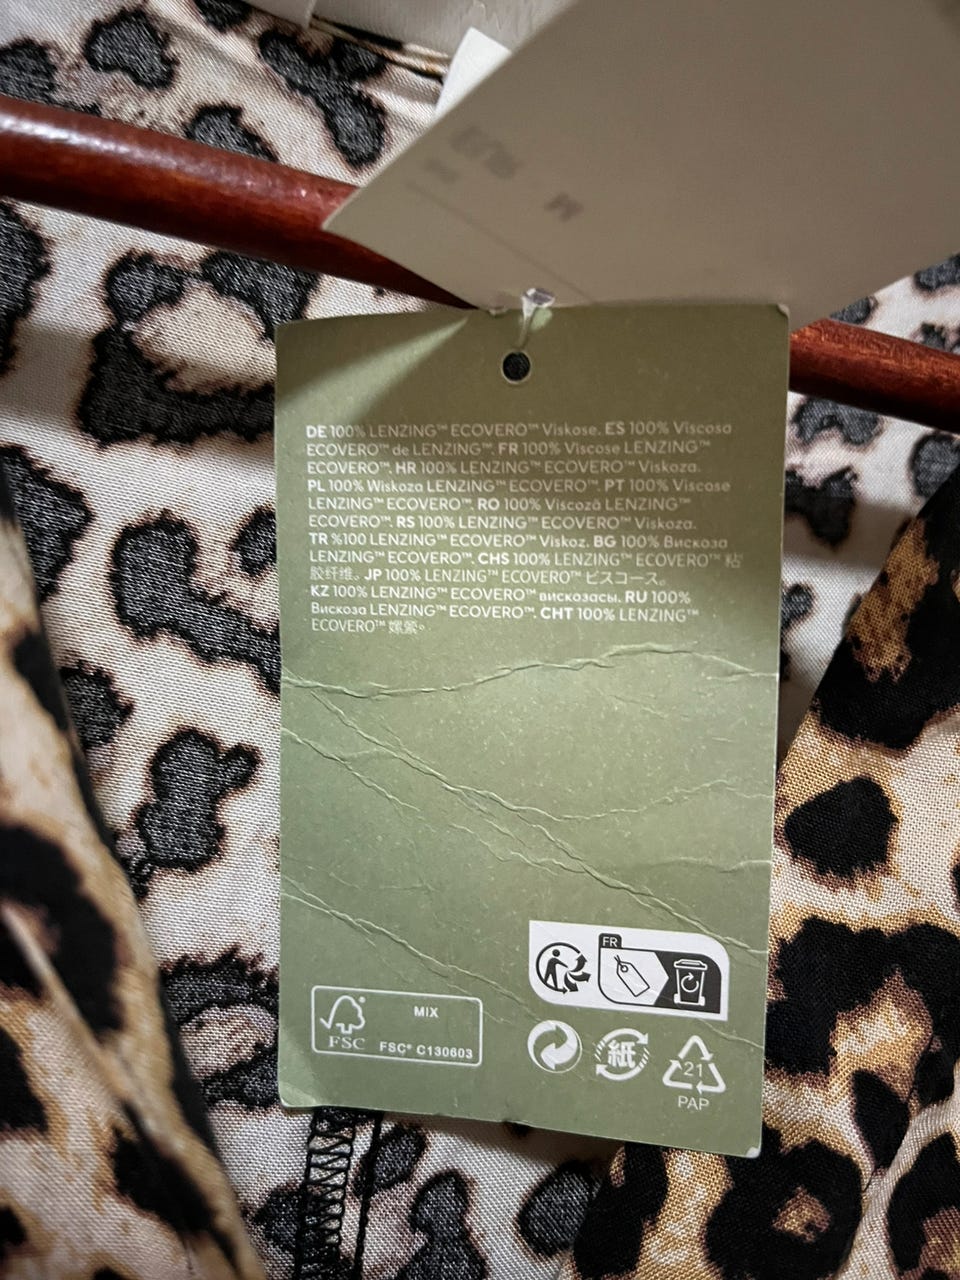 M
DE 100% LENZING™ ECOVERO™ Viskose. ES 100% Viscosa
ECOVERO™ de LENZING™. FR 100% Viscose LENZING™
ECOVERO™. HR 100% LENZING™ ECOVERO™ Viskoza.
PL 100% Wiskoza LENZING™ ECOVERO™. PT 100% Viscose
LENZING™ ECOVERO™. RO 100% Viscoză LENZING™
ECOVERO™. RS 100% LENZING™ ECOVERO™ Viskoza.
TR %100 LENZING™ ECOVERO™ Viskoz. BG 100% Вискоза
LENZING™ ECOVERO™. CHS 100% LENZING™ ECOVERO™ 粘
胶纤维。JP 100% LENZING™ ECOVERO™ ビスコース。
KZ 100% LENZING™ ECOVERO™ вискозасы. RU 100%
Вискоза LENZING™ ECOVERO™. CHT 100% LENZING™
ECOVERO™ 嫘縈。
FR
MIX
FSC
FSC® C130603
紙
21
PAP